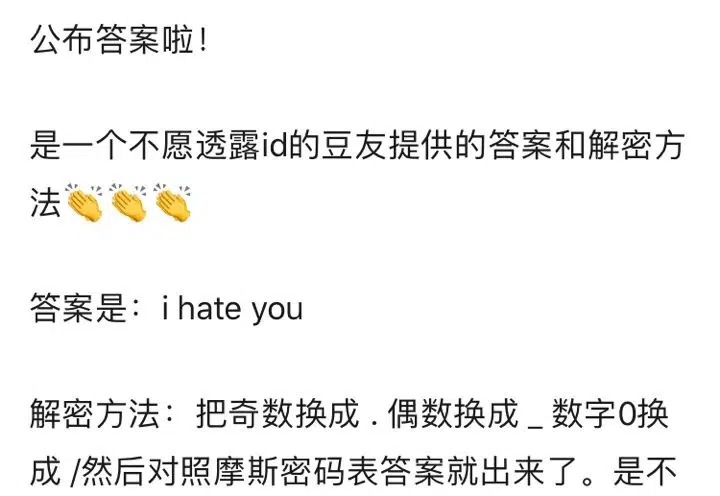 公布答案啦！
是一个不愿透露id的豆友提供的答案和解密方
法👏👏👏
答案是：i hate you
解密方法：把奇数换成 . 偶数换成 _ 数字0换
成 /然后对照摩斯密码表答案就出来了。是不